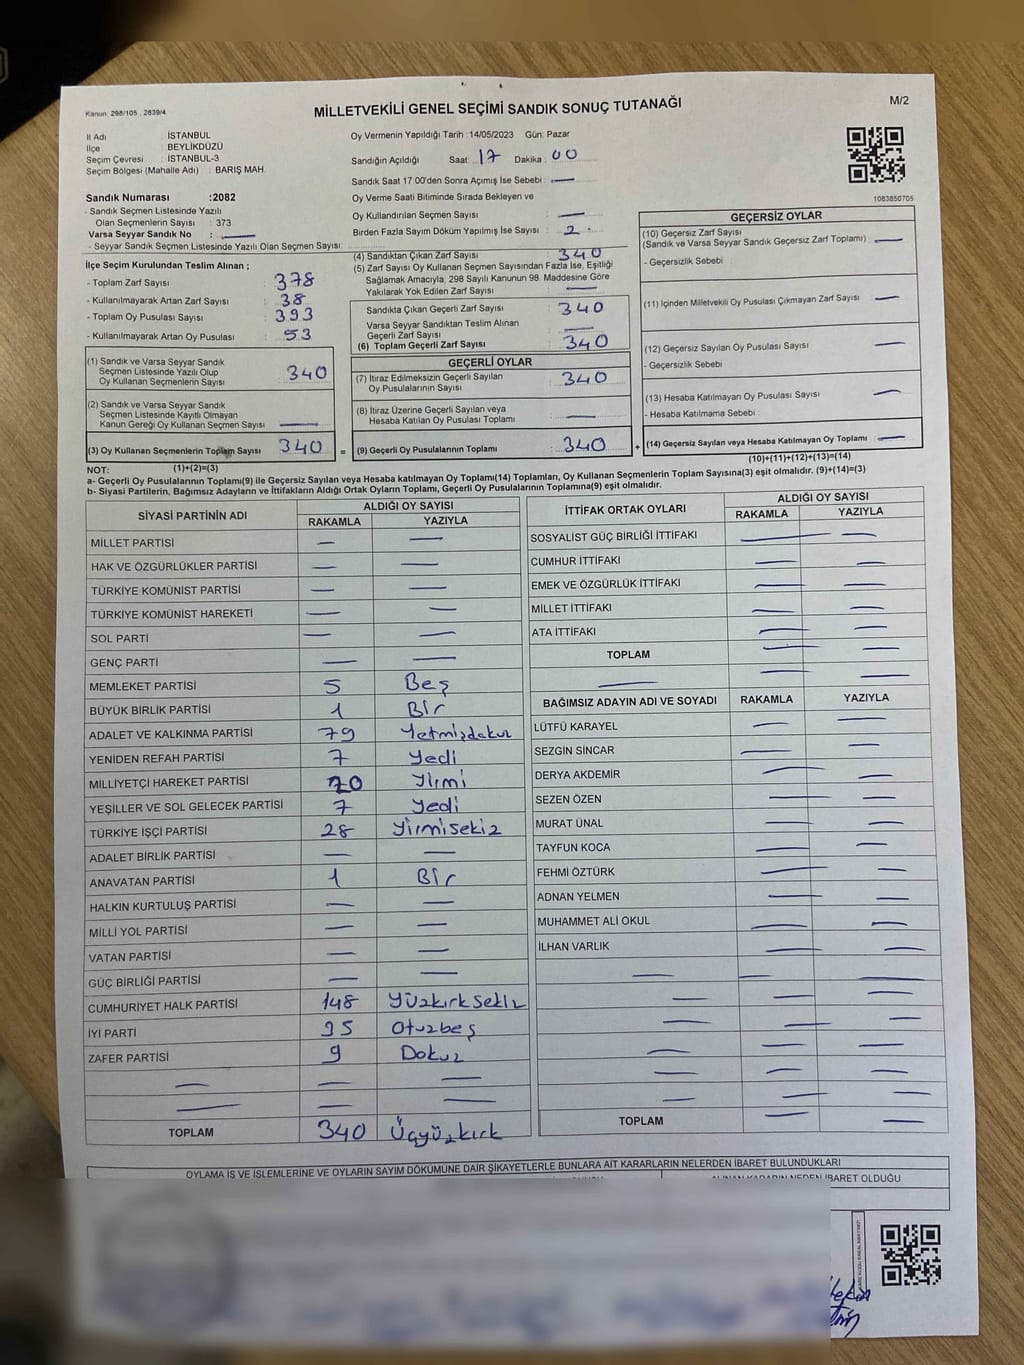 Kanun: 298/105 , 2839/4
MİLLETVEKİLİ GENEL SEÇİMİ SANDIK SONUÇ TUTANAĞI
M/2
İl Adı : İSTANBUL
İlçe : BEYLİKDÜZÜ
Seçim Çevresi : İSTANBUL-3
Seçim Bölgesi (Mahalle Adı) : BARIŞ MAH.
Oy Vermenin Yapıldığı Tarih :14/05/2023 Gün: Pazar
Sandığın Açıldığı Saat: 17 Dakika: 00
Sandık Saat 17:00'den Sonra Açımış İse Sebebi : —
Oy Verme Saati Bitiminde Sırada Bekleyen ve
Oy Kullandırılan Seçmen Sayısı —
Birden Fazla Sayım Döküm Yapılmış İse Sayısı : 2
1083850705
Sandık Numarası :2082
- Sandık Seçmen Listesinde Yazılı
Olan Seçmenlerin Sayısı : 373
Varsa Seyyar Sandık No : —
- Seyyar Sandık Seçmen Listesinde Yazılı Olan Seçmen Sayısı:
İlçe Seçim Kurulundan Teslim Alınan ;
- Toplam Zarf Sayısı : 378
- Kullanılmayarak Artan Zarf Sayısı : 38
- Toplam Oy Pusulası Sayısı : 393
- Kullanılmayarak Artan Oy Pusulası : 53
(1) Sandık ve Varsa Seyyar Sandık
Seçmen Listesinde Yazılı Olup
Oy Kullanan Seçmenlerin Sayısı : 340
(2) Sandık ve Varsa Seyyar Sandık
Seçmen Listesinde Kayıtlı Olmayan
Kanun Gereği Oy Kullanan Seçmen Sayısı : —
(3) Oy Kullanan Seçmenlerin Toplam Sayısı : 340
(1)+(2)=(3)
(4) Sandıktan Çıkan Zarf Sayısı : 340
(5) Zarf Sayısı Oy Kullanan Seçmen Sayısından Fazla İse, Eşitliği
Sağlamak Amacıyla, 298 Sayılı Kanunun 98. Maddesine Göre
Yakılarak Yok Edilen Zarf Sayısı : —
Sandıkta Çıkan Geçerli Zarf Sayısı : 340
Varsa Seyyar Sandıktan Teslim Alınan
Geçerli Zarf Sayısı : —
(6) Toplam Geçerli Zarf Sayısı : 340
GEÇERLİ OYLAR
(7) İtiraz Edilmeksizin Geçerli Sayılan
Oy Pusulalarının Sayısı : 340
(8) İtiraz Üzerine Geçerli Sayılan veya
Hesaba Katılan Oy Pusulası Toplamı : —
= (9) Geçerli Oy Pusulalarının Toplamı : 340
GEÇERSİZ OYLAR
(10) Geçersiz Zarf Sayısı
(Sandık ve Varsa Seyyar Sandık Geçersiz Zarf Toplamı) : —
- Geçersizlik Sebebi :
(11) İçinden Milletvekili Oy Pusulası Çıkmayan Zarf Sayısı : —
(12) Geçersiz Sayılan Oy Pusulası Sayısı : —
- Geçersizlik Sebebi :
(13) Hesaba Katılmayan Oy Pusulası Sayısı : —
- Hesaba Katılmama Sebebi :
+ (14) Geçersiz Sayılan veya Hesaba Katılmayan Oy Toplamı : —
(10)+(11)+(12)+(13)=(14)
NOT:
a- Geçerli Oy Pusulalarının Toplamı(9) ile Geçersiz Sayılan veya Hesaba katılmayan Oy Toplamı(14) Toplamları, Oy Kullanan Seçmenlerin Toplam Sayısına(3) eşit olmalıdır. (9)+(14)=(3)
b- Siyasi Partilerin, Bağımsız Adayların ve İttifakların Aldığı Ortak Oyların Toplamı, Geçerli Oy Pusulalarının Toplamına(9) eşit olmalıdır.
SİYASİ PARTİNİN ADI ALDIĞI OY SAYISI
RAKAMLA YAZIYLA
MİLLET PARTİSİ — —
HAK VE ÖZGÜRLÜKLER PARTİSİ — —
TÜRKİYE KOMÜNİST PARTİSİ — —
TÜRKİYE KOMÜNİST HAREKETİ — —
SOL PARTİ — —
GENÇ PARTİ — —
MEMLEKET PARTİSİ 5 Beş
BÜYÜK BİRLİK PARTİSİ 1 Bir
ADALET VE KALKINMA PARTİSİ 79 Yetmişdokuz
YENİDEN REFAH PARTİSİ 7 Yedi
MİLLİYETÇİ HAREKET PARTİSİ 20 Yirmi
YEŞİLLER VE SOL GELECEK PARTİSİ 7 Yedi
TÜRKİYE İŞÇİ PARTİSİ 28 Yirmisekiz
ADALET BİRLİK PARTİSİ — —
ANAVATAN PARTİSİ 1 Bir
HALKIN KURTULUŞ PARTİSİ — —
MİLLİ YOL PARTİSİ — —
VATAN PARTİSİ — —
GÜÇ BİRLİĞİ PARTİSİ — —
CUMHURİYET HALK PARTİSİ 148 Yüzkırksekiz
İYİ PARTİ 35 Otuzbeş
ZAFER PARTİSİ 9 Dokuz
— — —
— — —
TOPLAM 340 Üçyüzkırk
İTTİFAK ORTAK OYLARI ALDIĞI OY SAYISI
RAKAMLA YAZIYLA
SOSYALİST GÜÇ BİRLİĞİ İTTİFAKI — —
CUMHUR İTTİFAKI — —
EMEK VE ÖZGÜRLÜK İTTİFAKI — —
MİLLET İTTİFAKI — —
ATA İTTİFAKI — —
TOPLAM — —
— — —
BAĞIMSIZ ADAYIN ADI VE SOYADI RAKAMLA YAZIYLA
LÜTFÜ KARAYEL — —
SEZGİN SİNCAR — —
DERYA AKDEMİR — —
SEZEN ÖZEN — —
MURAT ÜNAL — —
TAYFUN KOCA — —
FEHMİ ÖZTÜRK — —
ADNAN YELMEN — —
MUHAMMET ALİ OKUL — —
İLHAN VARLIK — —
— — —
— — —
— — —
— — —
— — —
— — —
TOPLAM — —
OYLAMA İŞ VE İŞLEMLERİNE VE OYLARIN SAYIM DÖKÜMÜNE DAİR ŞİKAYETLERLE BUNLARA AİT KARARLARIN NELERDEN İBARET BULUNDUKLARI
ALINAN KARARIN NEDEN İBARET OLDUĞU